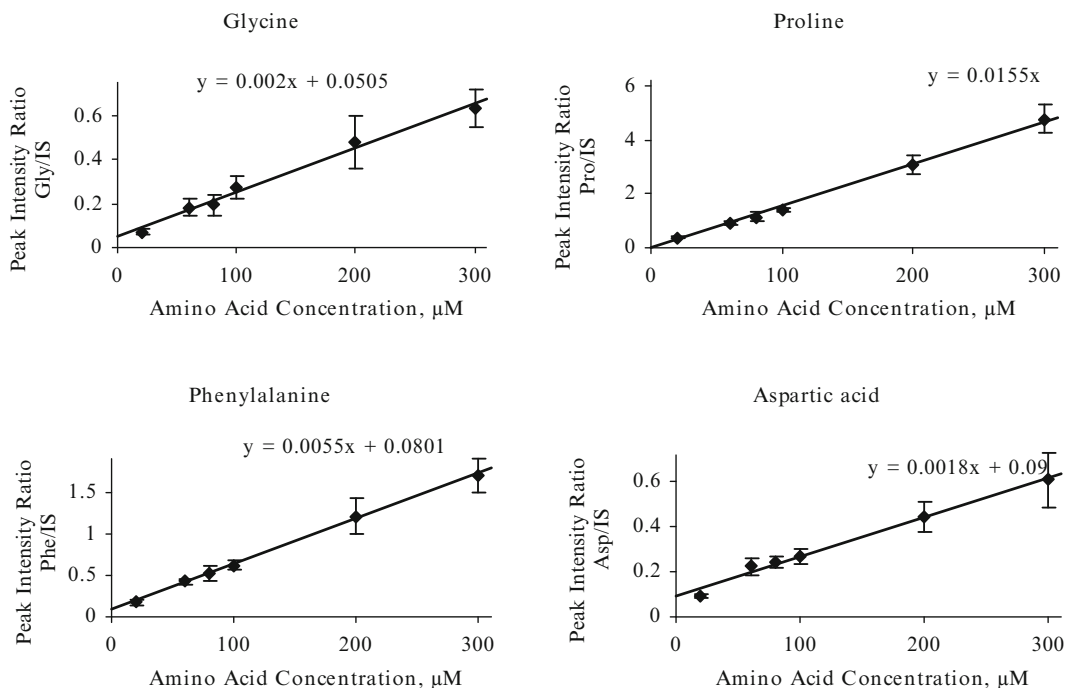 Glycine
y = 0.002x + 0.0505
Peak Intensity Ratio
Gly/IS
0.6
0.4
0.2
0
0 100 200 300
Amino Acid Concentration, µM
Proline
y = 0.0155x
Peak Intensity Ratio
Pro/IS
6
4
2
0
0 100 200 300
Amino Acid Concentration, µM
Phenylalanine
y = 0.0055x + 0.0801
Peak Intensity Ratio
Phe/IS
1.5
1
0.5
0
0 100 200 300
Amino Acid Concentration, µM
Aspartic acid
y = 0.0018x + 0.09
Peak Intensity Ratio
Asp/IS
0.6
0.4
0.2
0
0 100 200 300
Amino Acid Concentration, µM